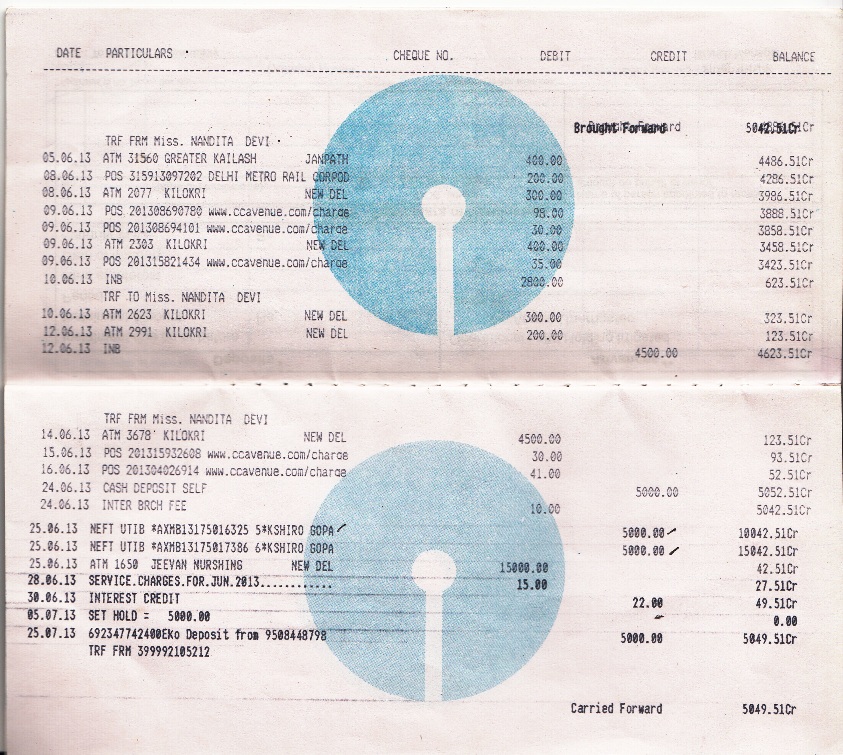 DATE PARTICULARS CHEQUE NO. DEBIT CREDIT BALANCE
Brought Forward 5042.51Cr
TRF FRM Miss. NANDITA DEVI
05.06.13 ATM 31560 GREATER KAILASH JANPATH 400.00 4486.51Cr
08.06.13 POS 315913097202 DELHI METRO RAIL CORPOD 200.00 4286.51Cr
08.06.13 ATM 2077 KILOKRI NEW DEL 300.00 3986.51Cr
09.06.13 POS 201308690780 www.ccavenue.com/charge 98.00 3888.51Cr
09.06.13 POS 201308694101 www.ccavenue.com/charge 30.00 3858.51Cr
09.06.13 ATM 2303 KILOKRI NEW DEL 400.00 3458.51Cr
09.06.13 POS 201315821434 www.ccavenue.com/charge 35.00 3423.51Cr
10.06.13 INB 2800.00 623.51Cr
TRF TO Miss. NANDITA DEVI
10.06.13 ATM 2623 KILOKRI NEW DEL 300.00 323.51Cr
12.06.13 ATM 2991 KILOKRI NEW DEL 200.00 123.51Cr
12.06.13 INB 4500.00 4623.51Cr
TRF FRM Miss. NANDITA DEVI
14.06.13 ATM 3678 KILOKRI NEW DEL 4500.00 123.51Cr
15.06.13 POS 201315932608 www.ccavenue.com/charge 30.00 93.51Cr
16.06.13 POS 201304026914 www.ccavenue.com/charge 41.00 52.51Cr
24.06.13 CASH DEPOSIT SELF 5000.00 5052.51Cr
24.06.13 INTER BRCH FEE 10.00 5042.51Cr
25.06.13 NEFT UTIB *AXMB13175016325 5*KSHIRO GOPA 5000.00 10042.51Cr
25.06.13 NEFT UTIB *AXMB13175017386 6*KSHIRO GOPA 5000.00 15042.51Cr
25.06.13 ATM 1650 JEEVAN NURSHING NEW DEL 15000.00 42.51Cr
28.06.13 SERVICE.CHARGES.FOR.JUN.2013............ 15.00 27.51Cr
30.06.13 INTEREST CREDIT 22.00 49.51Cr
05.07.13 SET HOLD = 5000.00 0.00
25.07.13 692347742400Eko Deposit from 9508448798 5000.00 5049.51Cr
TRF FRM 399992105212
Carried Forward 5049.51Cr